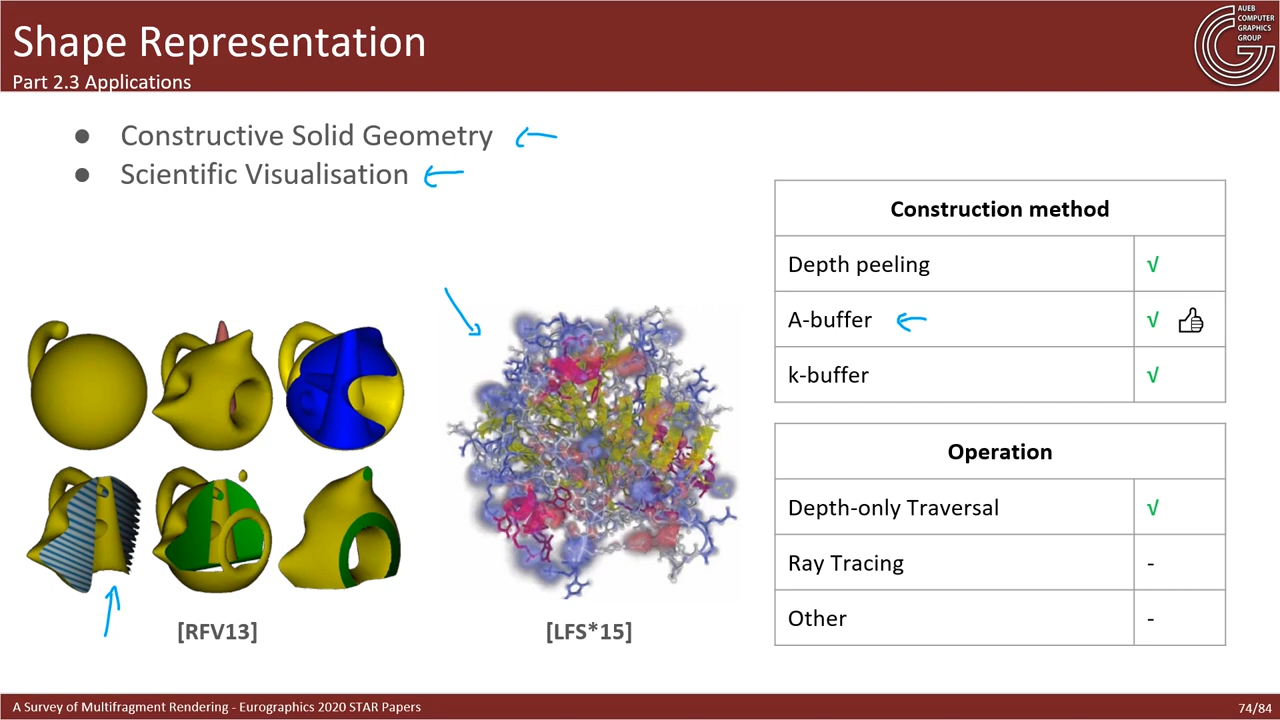 Shape Representation
Part 2.3 Applications
AUEB
COMPUTER
GRAPHICS
GROUP
● Constructive Solid Geometry
● Scientific Visualisation
Construction method
Depth peeling √
A-buffer √
k-buffer √
Operation
Depth-only Traversal √
Ray Tracing -
Other -
[RFV13]
[LFS*15]
A Survey of Multifragment Rendering - Eurographics 2020 STAR Papers
74/84